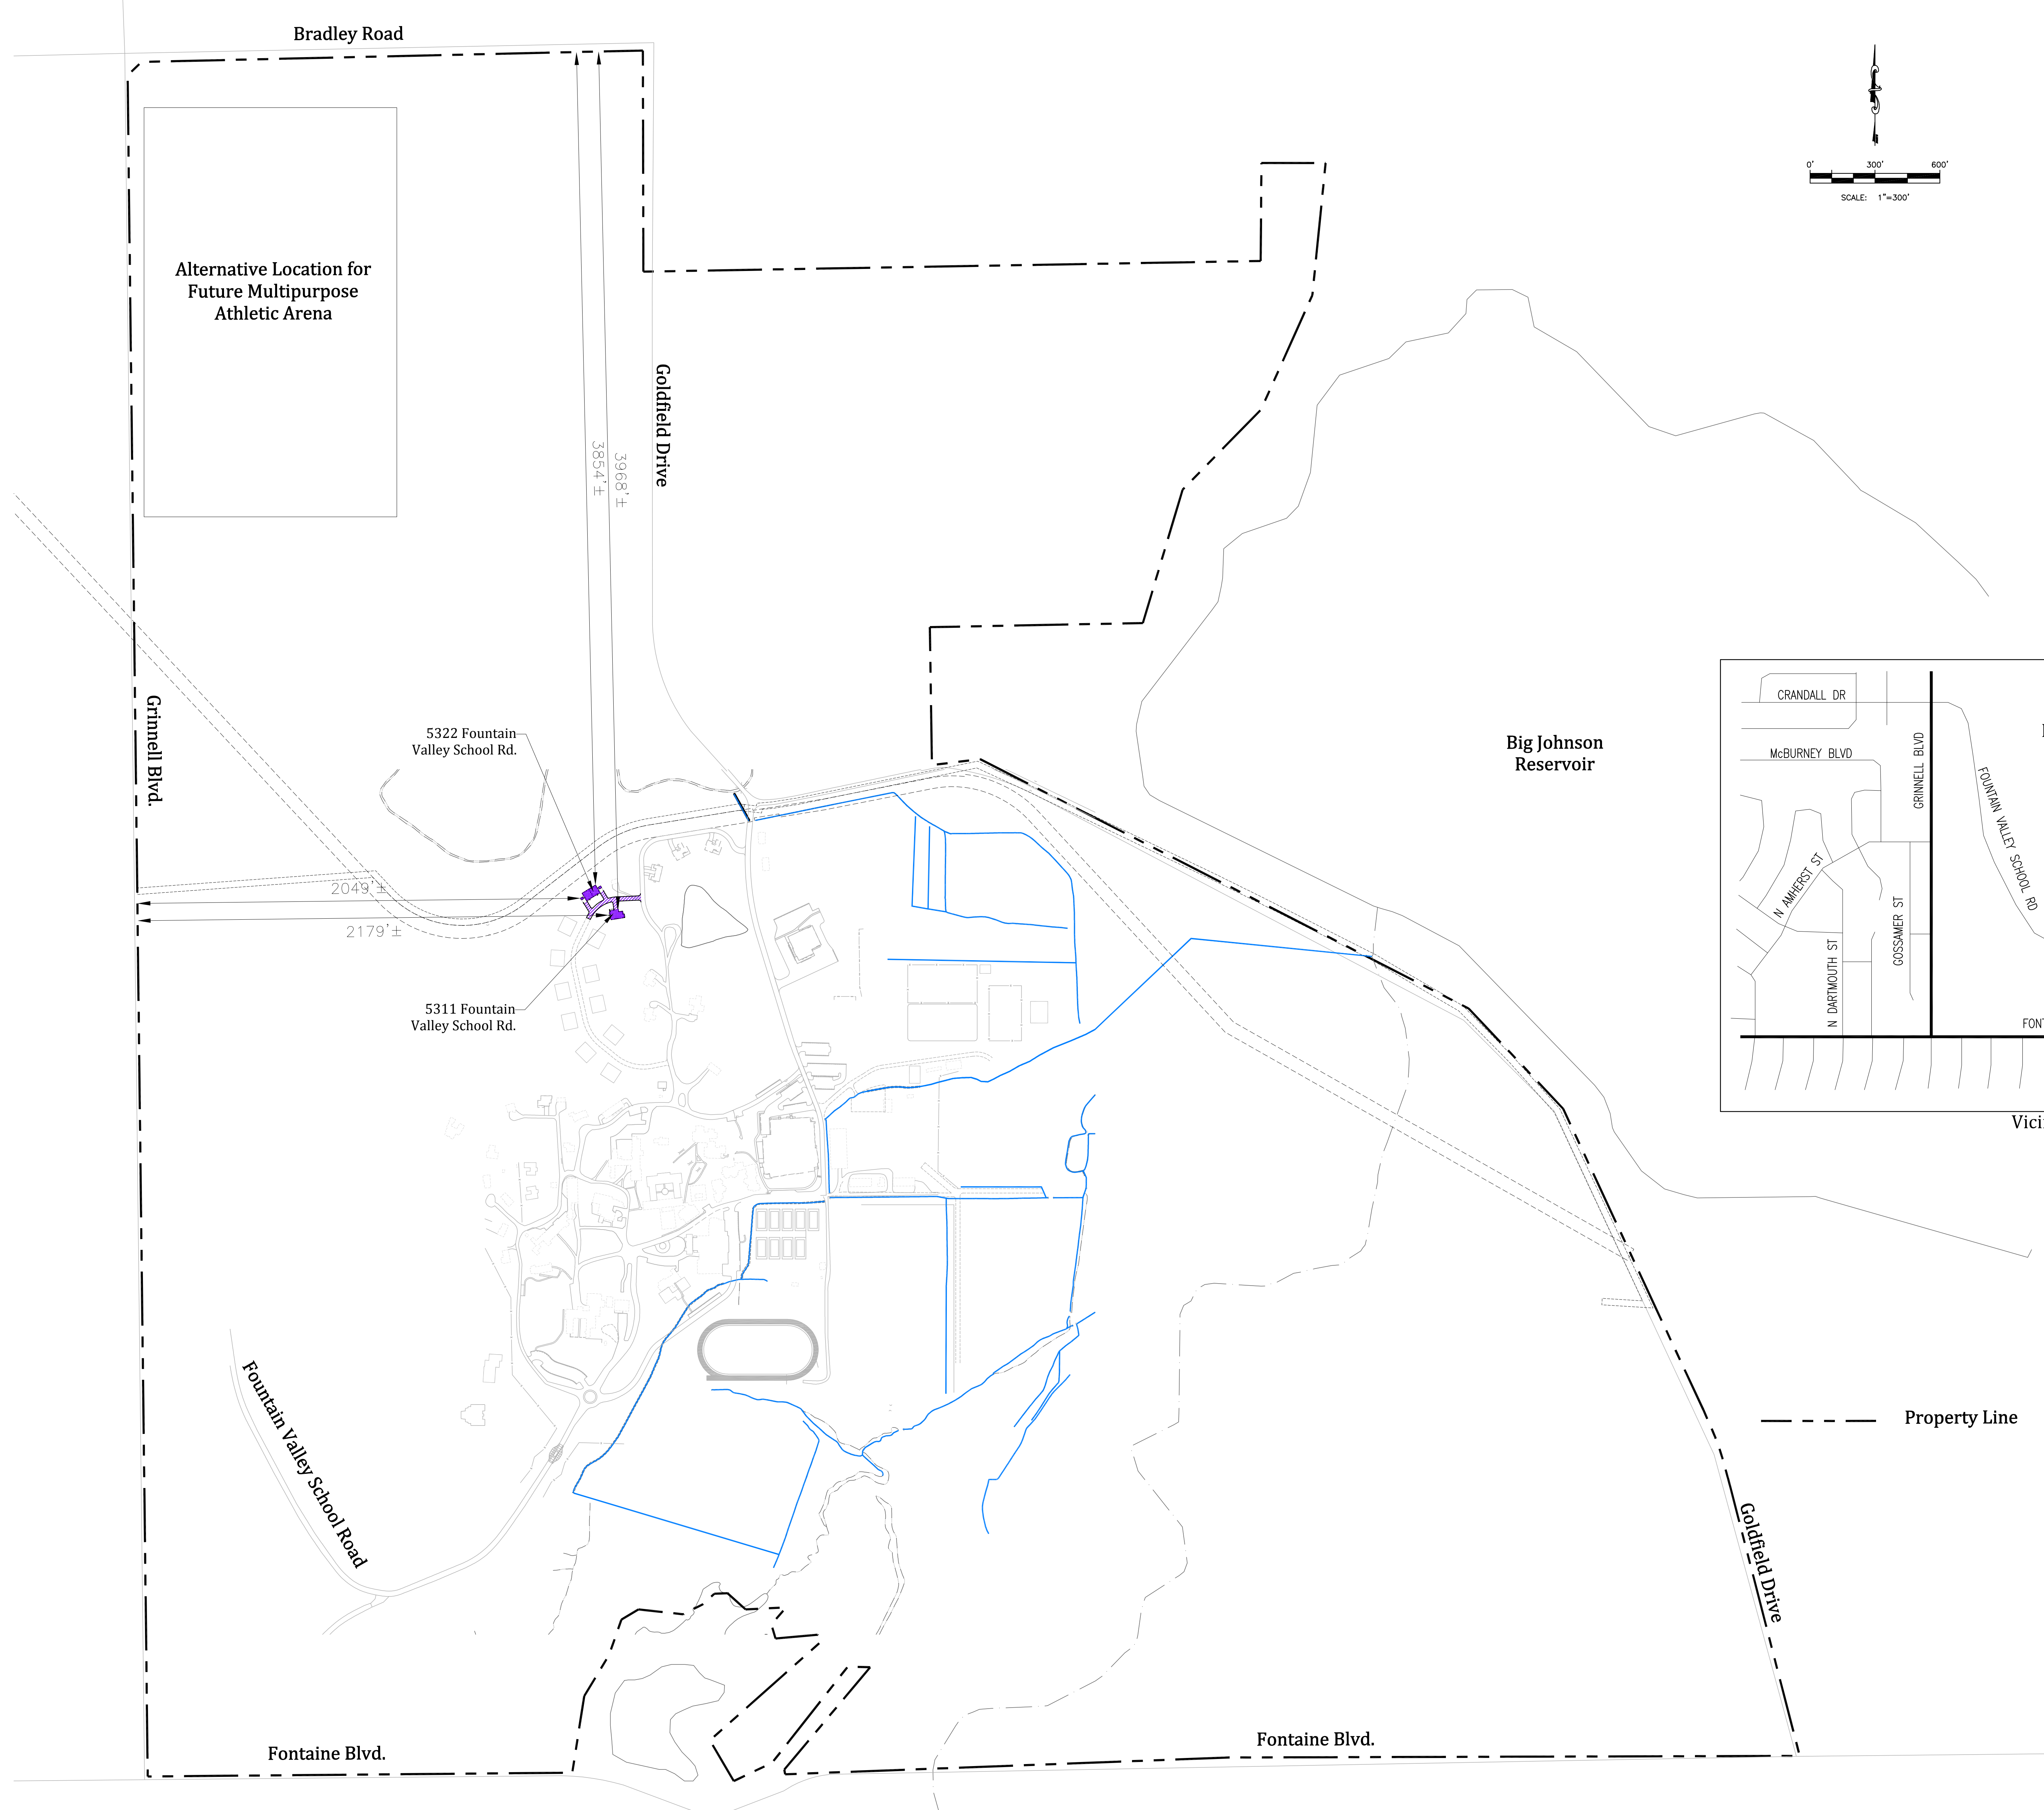 Bradley Road
0' 300' 600'
SCALE: 1"=300'
Alternative Location for
Future Multipurpose
Athletic Arena
Goldfield Drive
3854'±
3968'±
Grinnell Blvd.
5322 Fountain
Valley School Rd.
Big Johnson
Reservoir
CRANDALL DR
McBURNEY BLVD
GRINNELL BLVD
FOUNTAIN VALLEY SCHOOL RD
N AMHERST ST
GOSSAMER ST
N DARTMOUTH ST
FONT
Vici
2049'±
2179'±
5311 Fountain
Valley School Rd.
Fountain Valley School Road
Property Line
Goldfield Drive
Fontaine Blvd.
Fontaine Blvd.